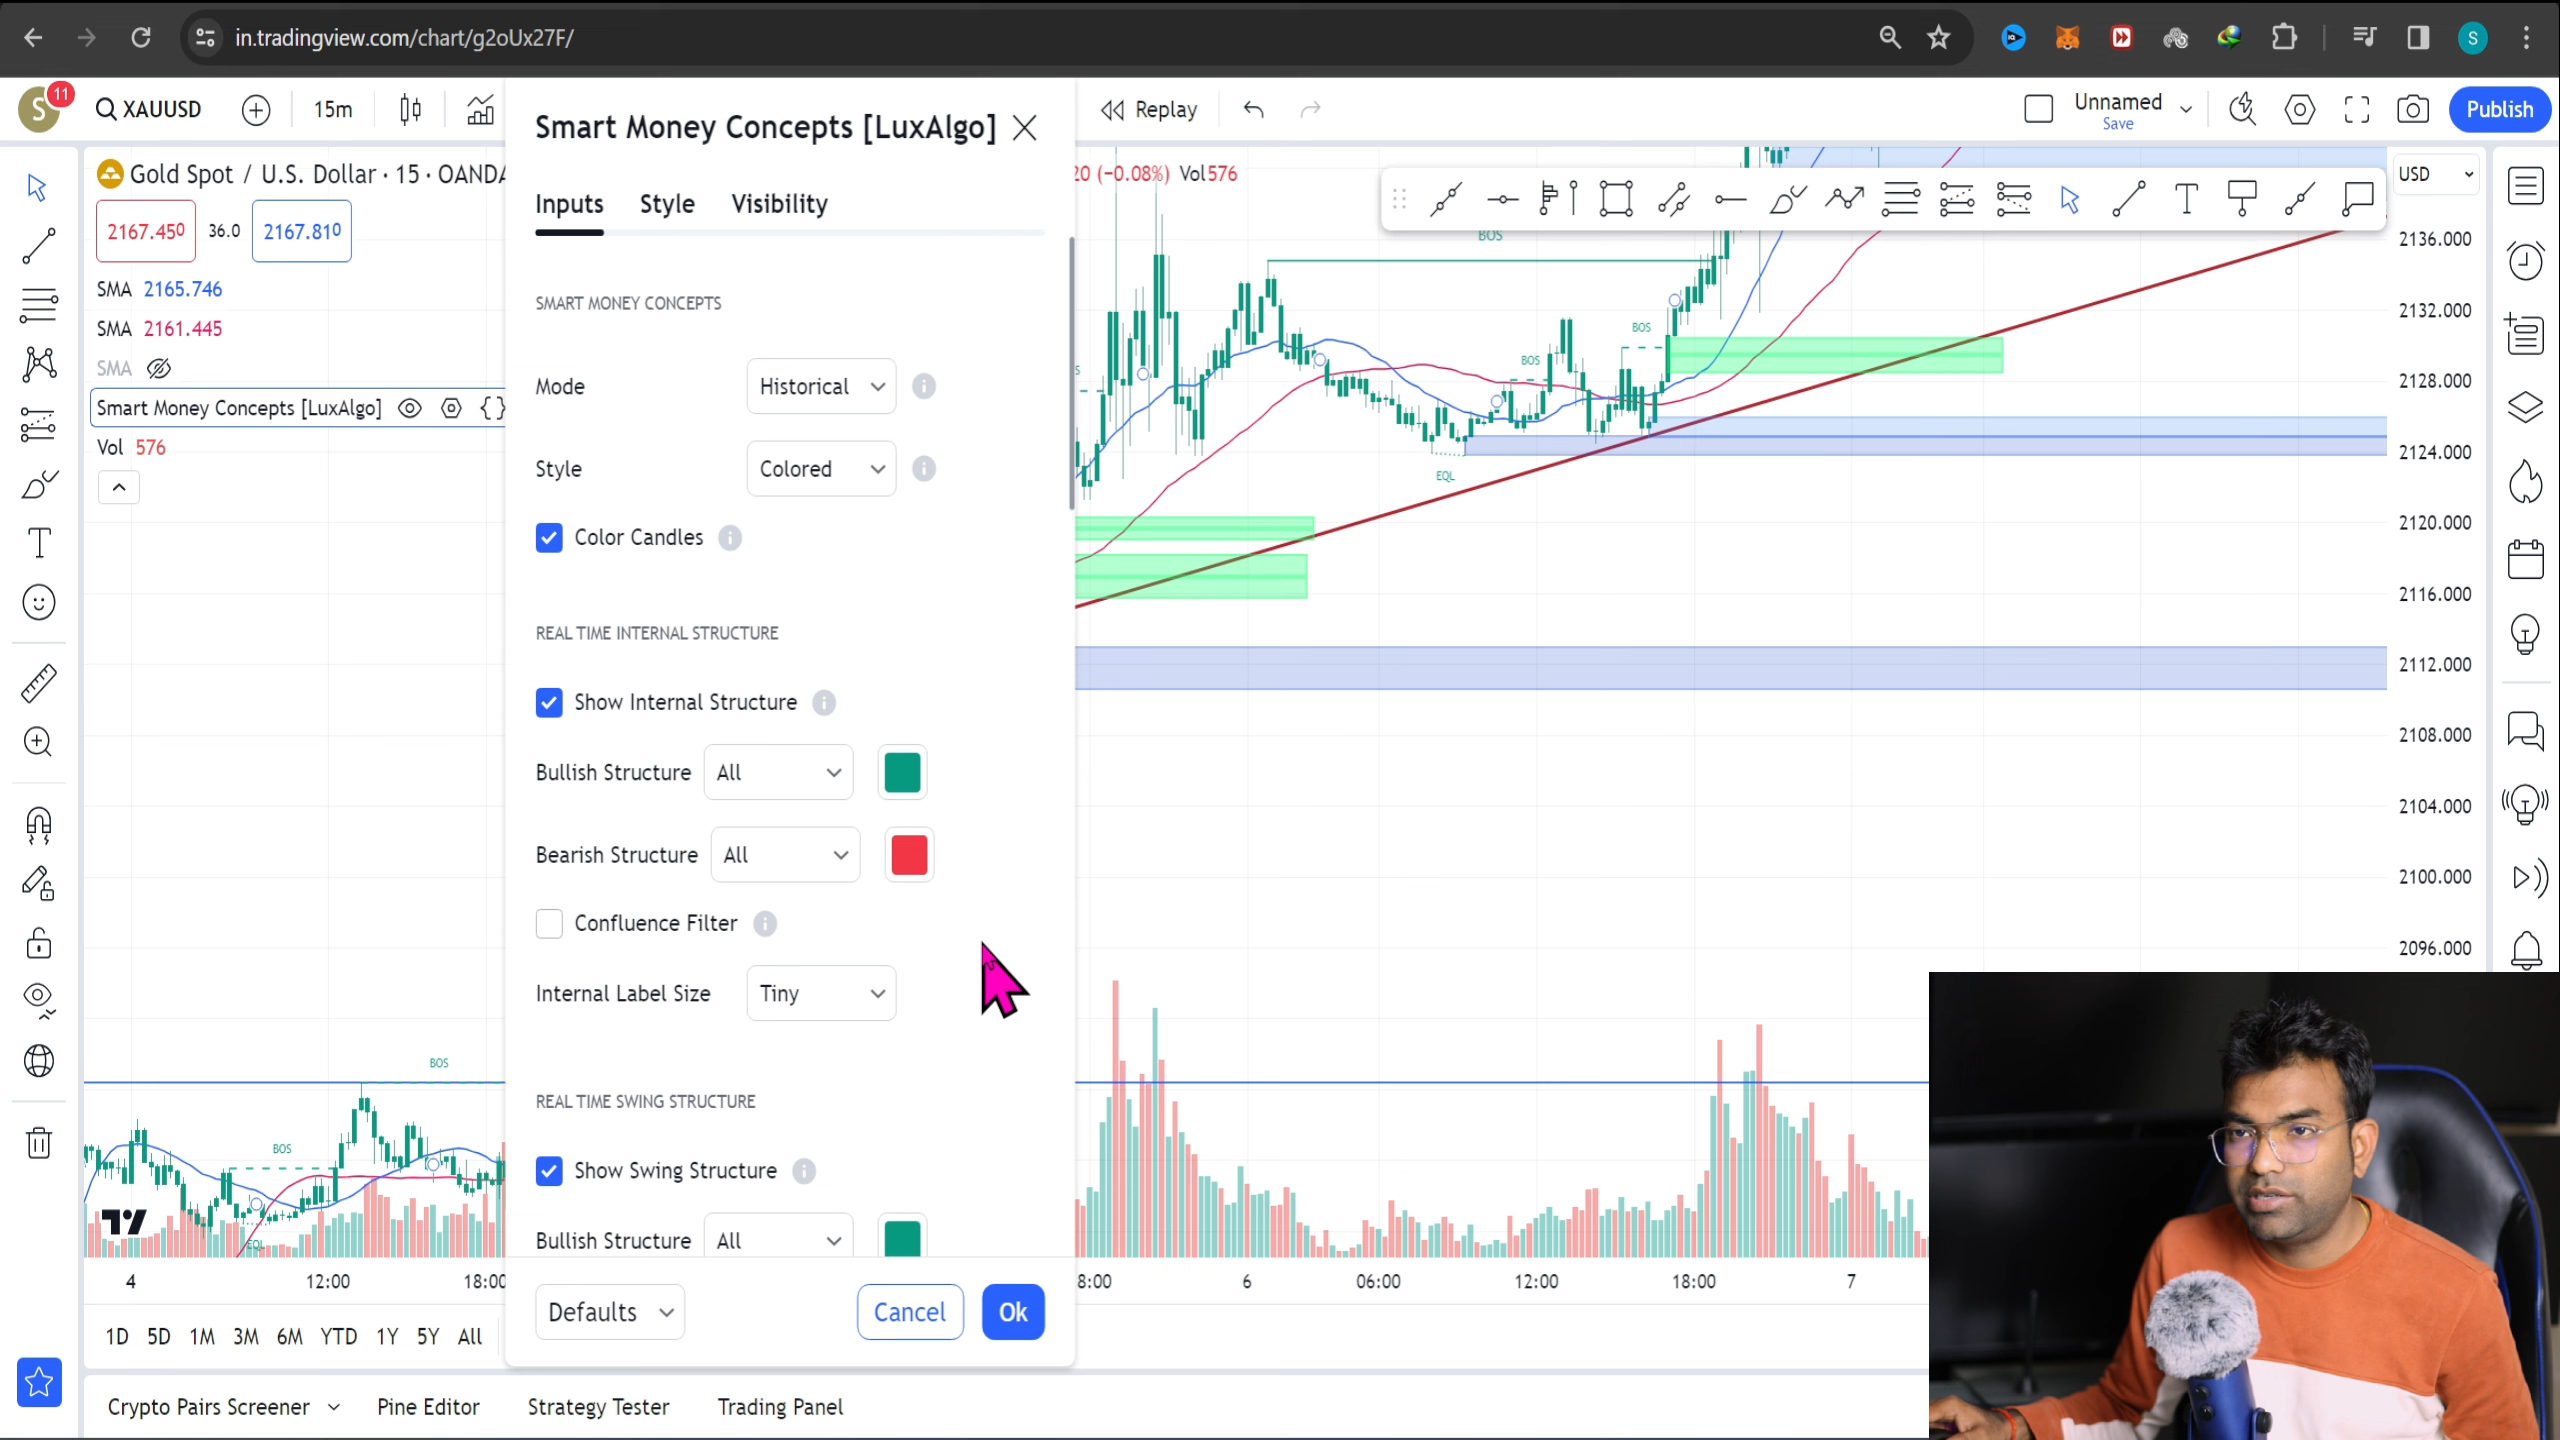 in.tradingview.com/chart/g2oUx27F/
S
S
11
XAUUSD
15m
Replay
Unnamed
Save
Publish
Gold Spot / U.S. Dollar · 15 · OANDA
20 (−0.08%) Vol576
USD
2167.450
36.0
2167.810
SMA 2165.746
SMA 2161.445
SMA
Smart Money Concepts [LuxAlgo]
Vol 576
Smart Money Concepts [LuxAlgo]
Inputs
Style
Visibility
SMART MONEY CONCEPTS
Mode
Historical
Style
Colored
Color Candles
REAL TIME INTERNAL STRUCTURE
Show Internal Structure
Bullish Structure
All
Bearish Structure
All
Confluence Filter
Internal Label Size
Tiny
REAL TIME SWING STRUCTURE
Show Swing Structure
Bullish Structure
All
Defaults
Cancel
Ok
BOS
BOS
BOS
S
EQL
BOS
BOS
EQL
2136.000
2132.000
2128.000
2124.000
2120.000
2116.000
2112.000
2108.000
2104.000
2100.000
2096.000
4
12:00
18:00
8:00
6
06:00
12:00
18:00
7
1D 5D 1M 3M 6M YTD 1Y 5Y All
Crypto Pairs Screener
Pine Editor
Strategy Tester
Trading Panel